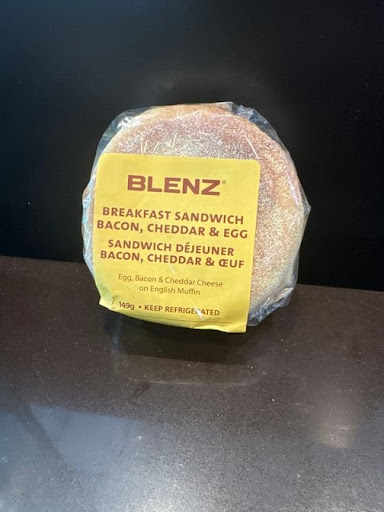 BLENZ®
BREAKFAST SANDWICH
BACON, CHEDDAR & EGG
SANDWICH DÉJEUNER
BACON, CHEDDAR & ŒUF
Egg, Bacon & Cheddar Cheese
on English Muffin
149g • KEEP REFRIGERATED